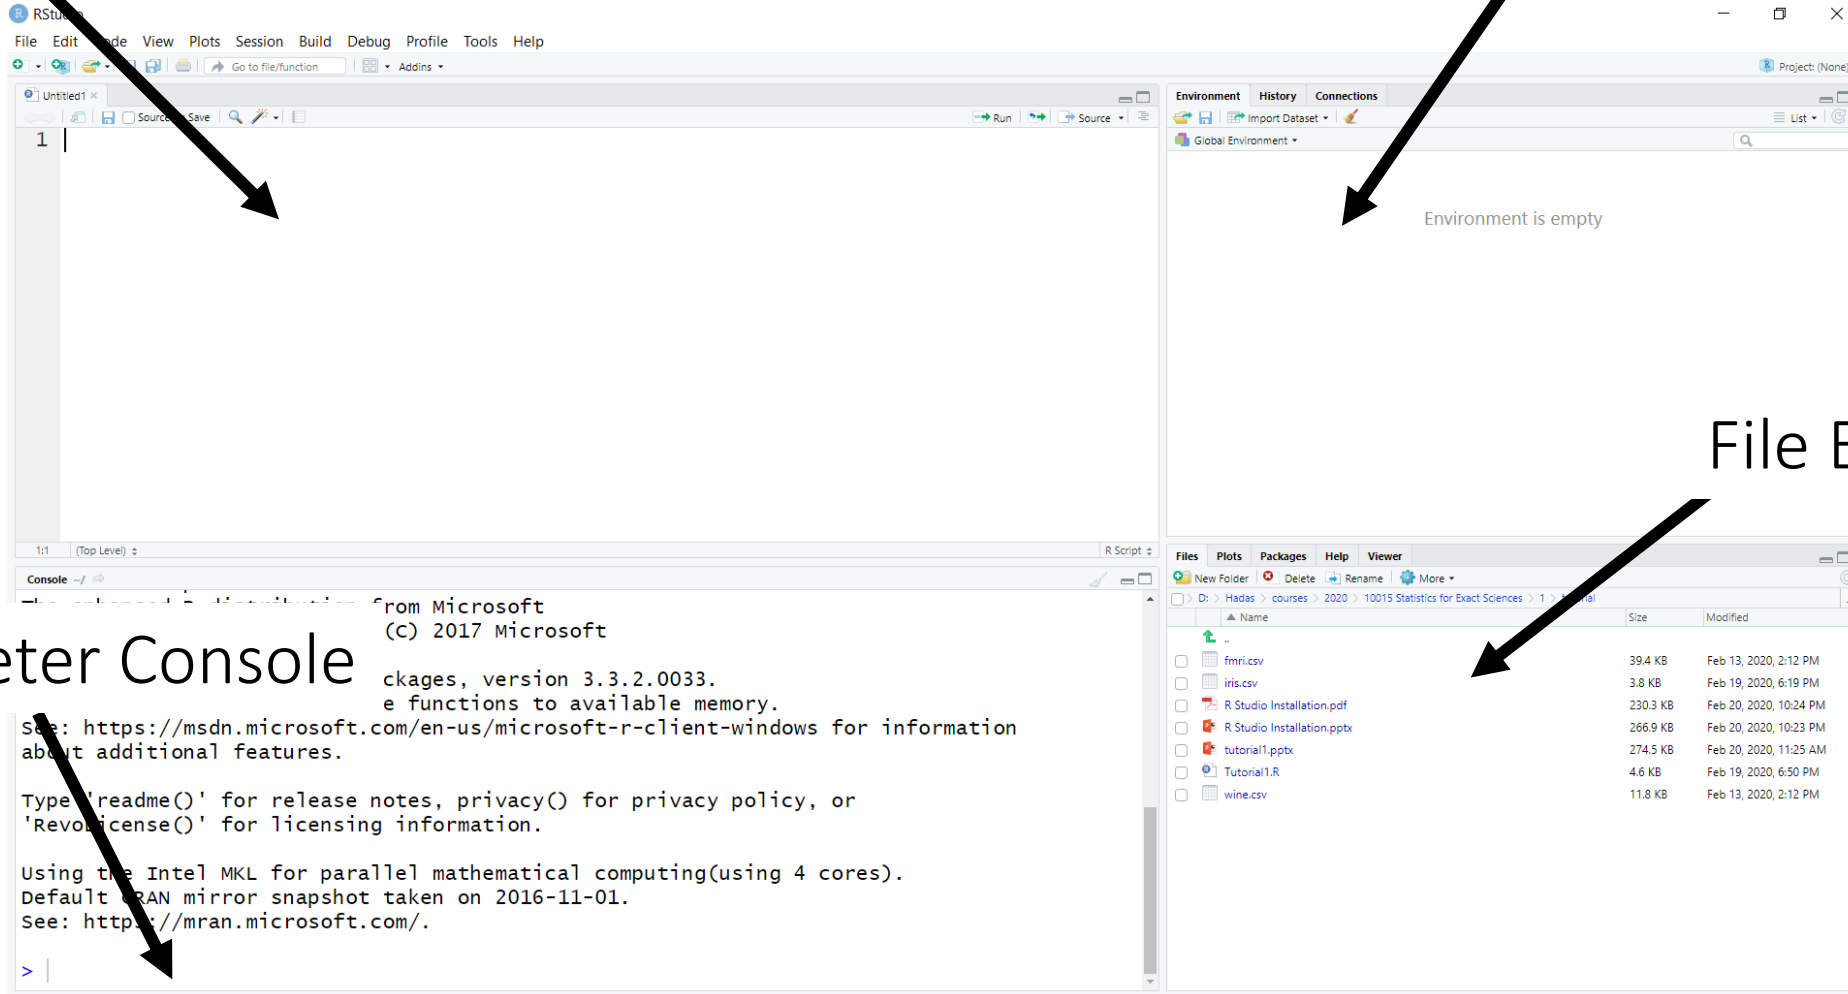 File Edit View Plots Session Build Debug Profile Tools Help
Go to file/function Addins
Project: (None)
Untitled1
Source Save Run Source
1
1:1 (Top Level) R Script
Environment History Connections
Import Dataset List
Global Environment
Environment is empty
File
Files Plots Packages Help Viewer
New Folder Delete Rename More
D: > Hadas > courses > 2020 > 10015 Statistics for Exact Sciences > 1 >
Name Size Modified
..
fmri.csv 39.4 KB Feb 13, 2020, 2:12 PM
iris.csv 3.8 KB Feb 19, 2020, 6:19 PM
R Studio Installation.pdf 230.3 KB Feb 20, 2020, 10:24 PM
R Studio Installation.pptx 266.9 KB Feb 20, 2020, 10:23 PM
tutorial1.pptx 274.5 KB Feb 20, 2020, 11:25 AM
Tutorial1.R 4.6 KB Feb 19, 2020, 6:50 PM
wine.csv 11.8 KB Feb 13, 2020, 2:12 PM
Console ~/
from Microsoft
(C) 2017 Microsoft
eter Console
ckages, version 3.3.2.0033.
e functions to available memory.
See: https://msdn.microsoft.com/en-us/microsoft-r-client-windows for information
about additional features.
Type 'readme()' for release notes, privacy() for privacy policy, or
'RevoLicense()' for licensing information.
Using the Intel MKL for parallel mathematical computing(using 4 cores).
Default CRAN mirror snapshot taken on 2016-11-01.
See: https://mran.microsoft.com/.
>